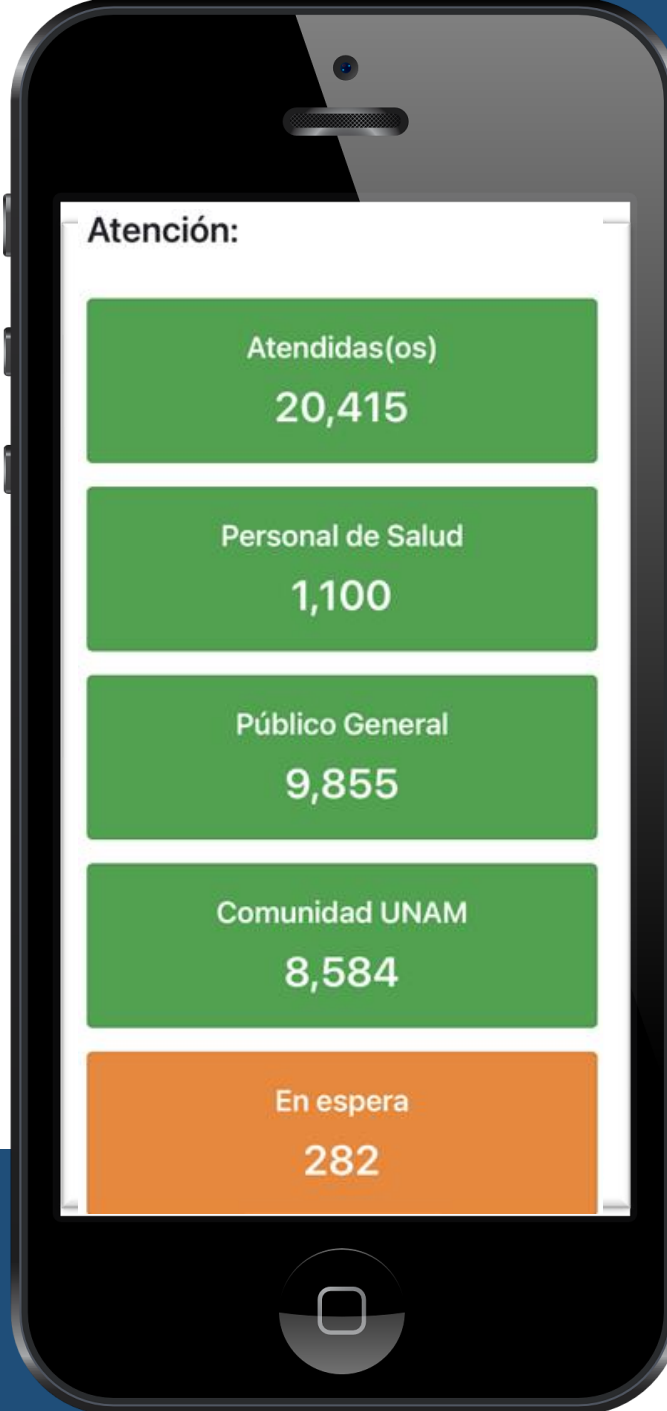 Atención:
Atendidas(os)
20,415
Personal de Salud
1,100
Público General
9,855
Comunidad UNAM
8,584
En espera
282